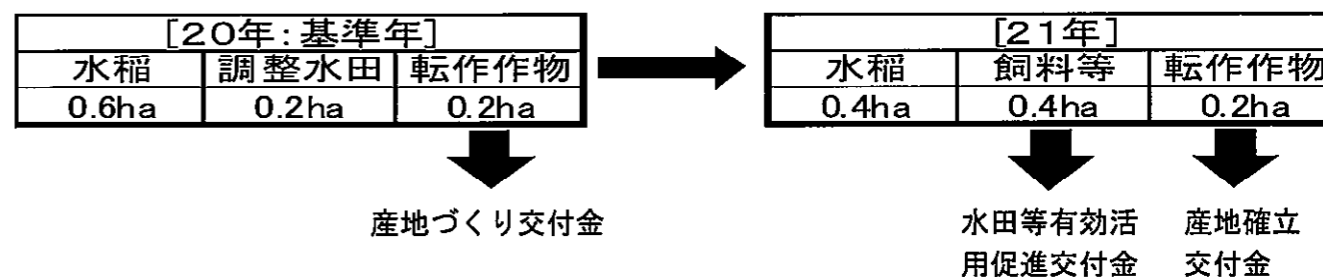 [20年:基準年]
水稲 調整水田 転作作物
0.6ha 0.2ha 0.2ha
産地づくり交付金
[21年]
水稲 飼料等 転作作物
0.4ha 0.4ha 0.2ha
水田等有効活
用促進交付金
産地確立
交付金